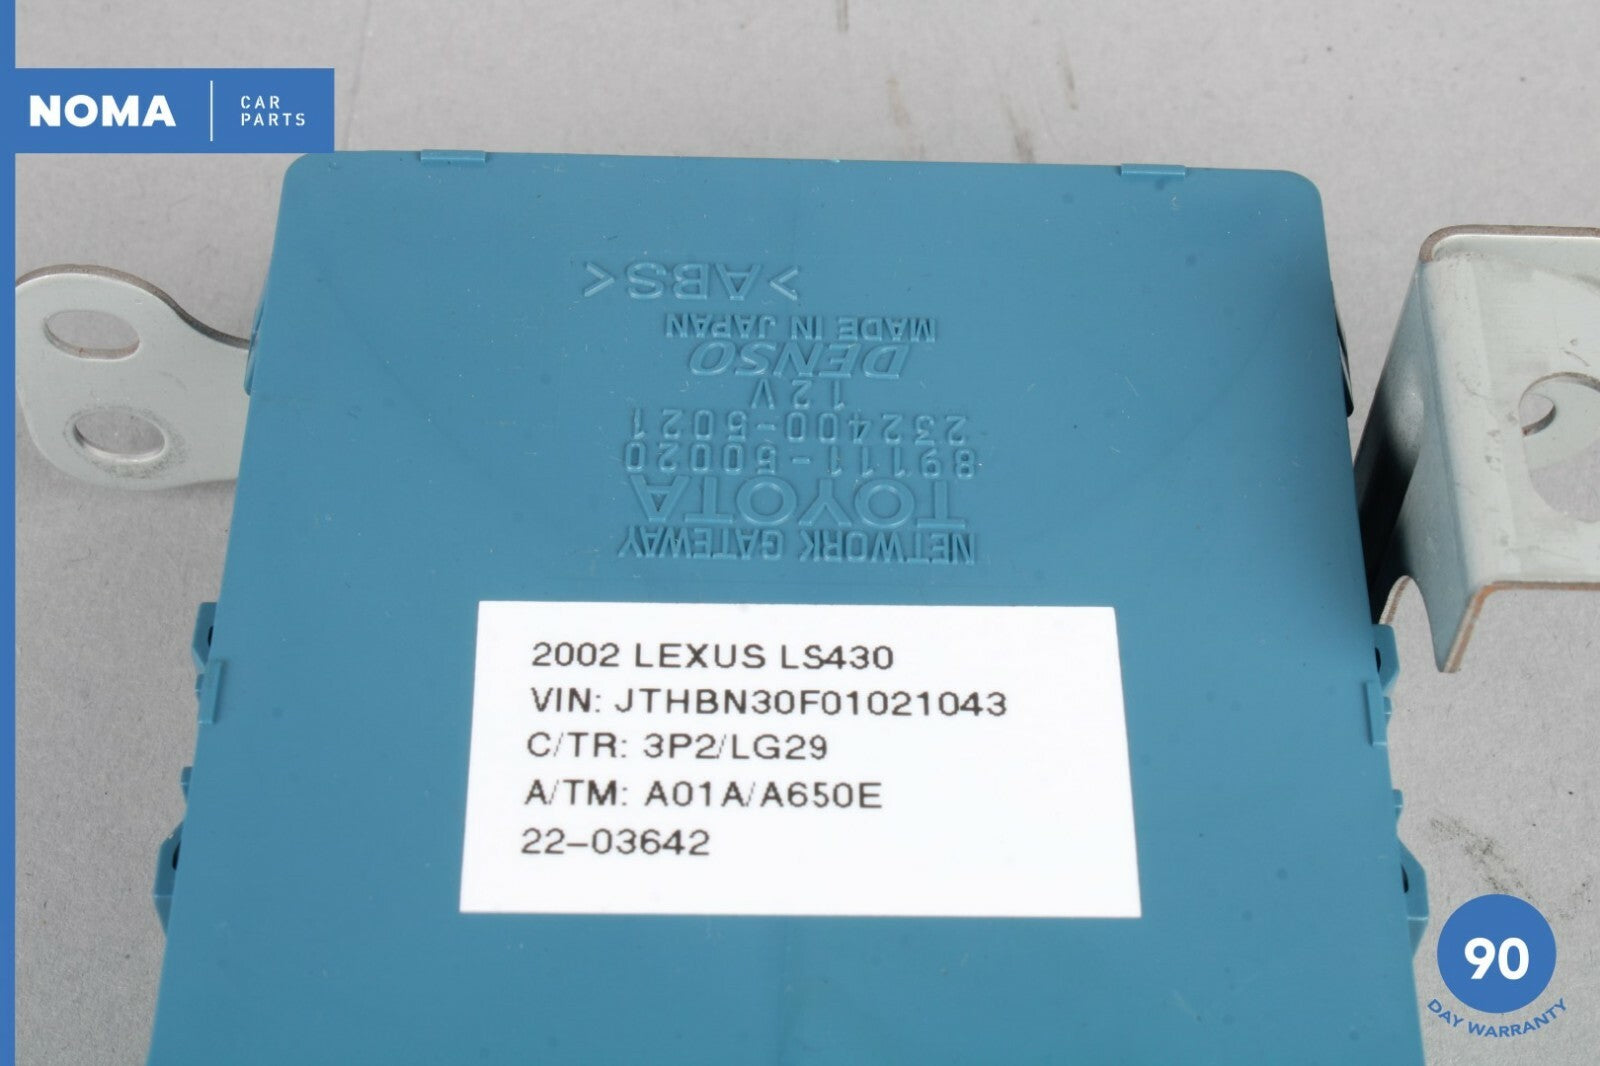 NOMA
CAR
PARTS
NETWORK GATEWAY
TOYOTA
89111-50020
232400-5021
12V
DENSO
MADE IN JAPAN
>ABS<
2002 LEXUS LS430
VIN: JTHBN30F01021043
C/TR: 3P2/LG29
A/TM: A01A/A650E
22-03642
90
DAY WARRANTY